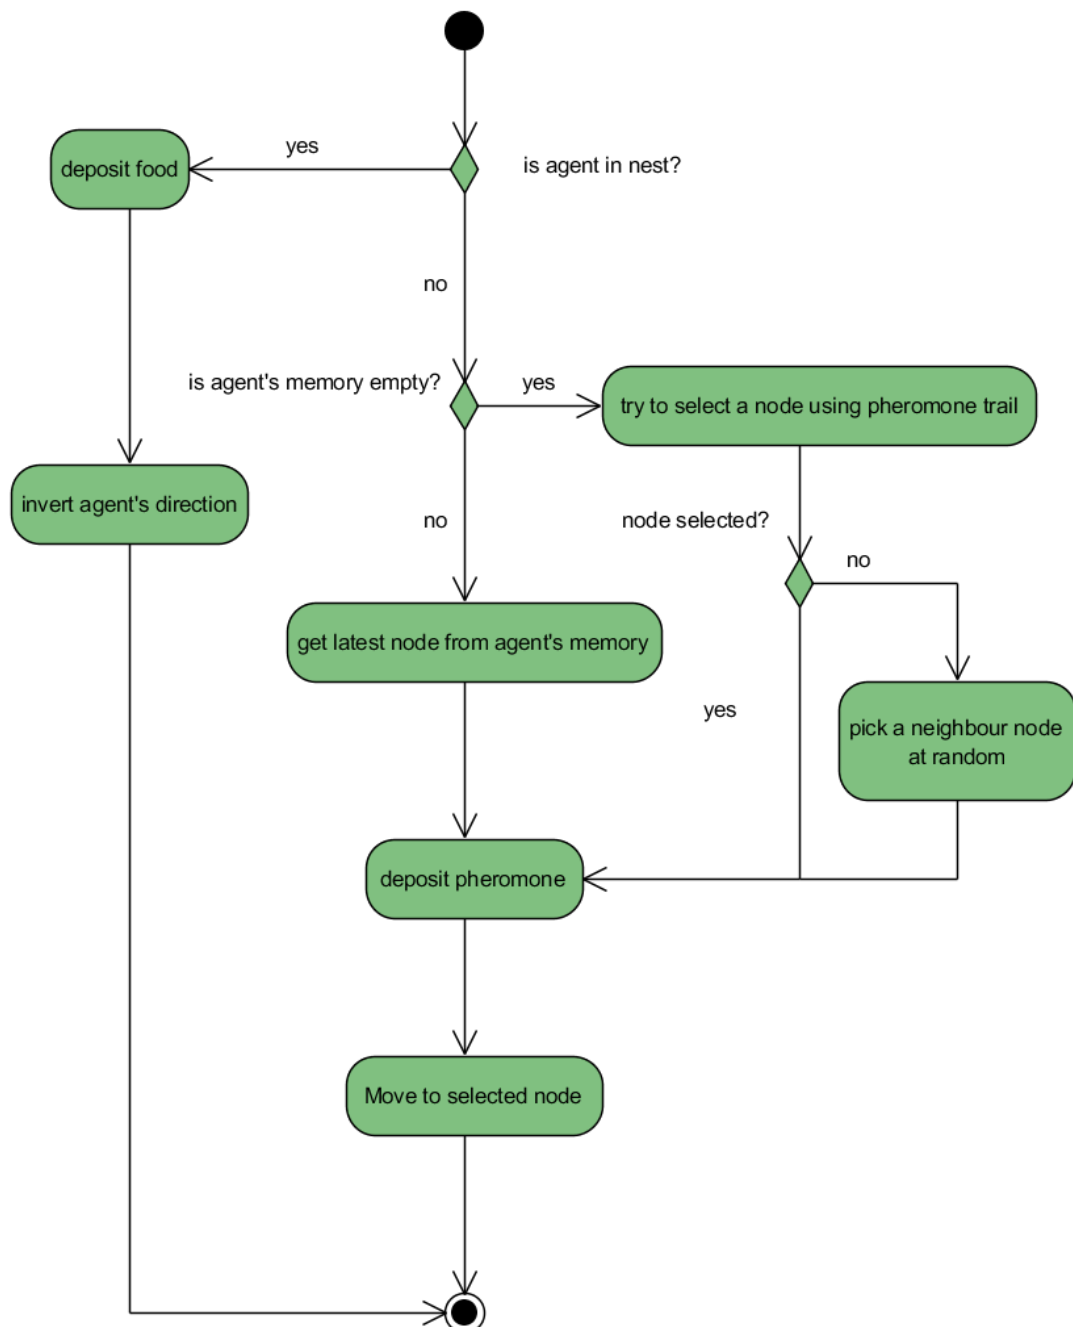 yes
deposit food
is agent in nest?
no
is agent's memory empty?
yes
try to select a node using pheromone trail
invert agent's direction
no
node selected?
no
get latest node from agent's memory
yes
pick a neighbour node
at random
deposit pheromone
Move to selected node